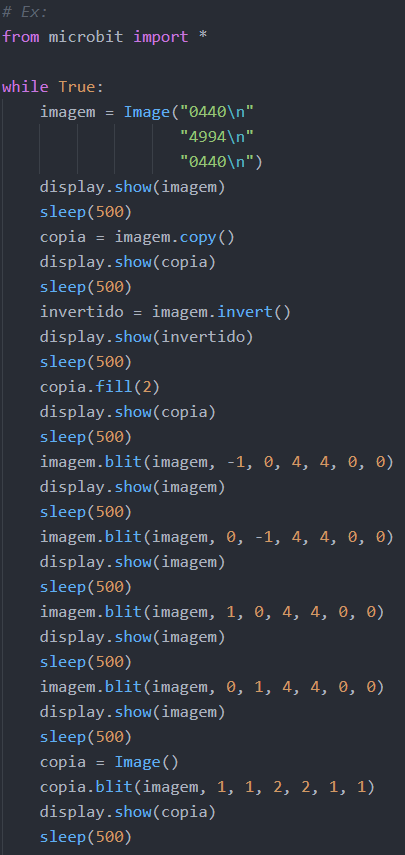 # Ex:
from microbit import *

while True:
    imagem = Image("0440\n"
                   "4994\n"
                   "0440\n")
    display.show(imagem)
    sleep(500)
    copia = imagem.copy()
    display.show(copia)
    sleep(500)
    invertido = imagem.invert()
    display.show(invertido)
    sleep(500)
    copia.fill(2)
    display.show(copia)
    sleep(500)
    imagem.blit(imagem, -1, 0, 4, 4, 0, 0)
    display.show(imagem)
    sleep(500)
    imagem.blit(imagem, 0, -1, 4, 4, 0, 0)
    display.show(imagem)
    sleep(500)
    imagem.blit(imagem, 1, 0, 4, 4, 0, 0)
    display.show(imagem)
    sleep(500)
    imagem.blit(imagem, 0, 1, 4, 4, 0, 0)
    display.show(imagem)
    sleep(500)
    copia = Image()
    copia.blit(imagem, 1, 1, 2, 2, 1, 1)
    display.show(copia)
    sleep(500)